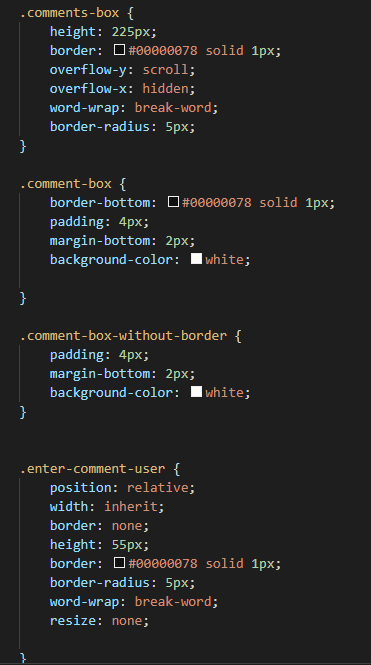 .comments-box {
height: 225px;
border: #00000078 solid 1px;
overflow-y: scroll;
overflow-x: hidden;
word-wrap: break-word;
border-radius: 5px;
}
.comment-box {
border-bottom: #00000078 solid 1px;
padding: 4px;
margin-bottom: 2px;
background-color: white;
}
.comment-box-without-border {
padding: 4px;
margin-bottom: 2px;
background-color: white;
}
.enter-comment-user {
position: relative;
width: inherit;
border: none;
height: 55px;
border: #00000078 solid 1px;
border-radius: 5px;
word-wrap: break-word;
resize: none;
}